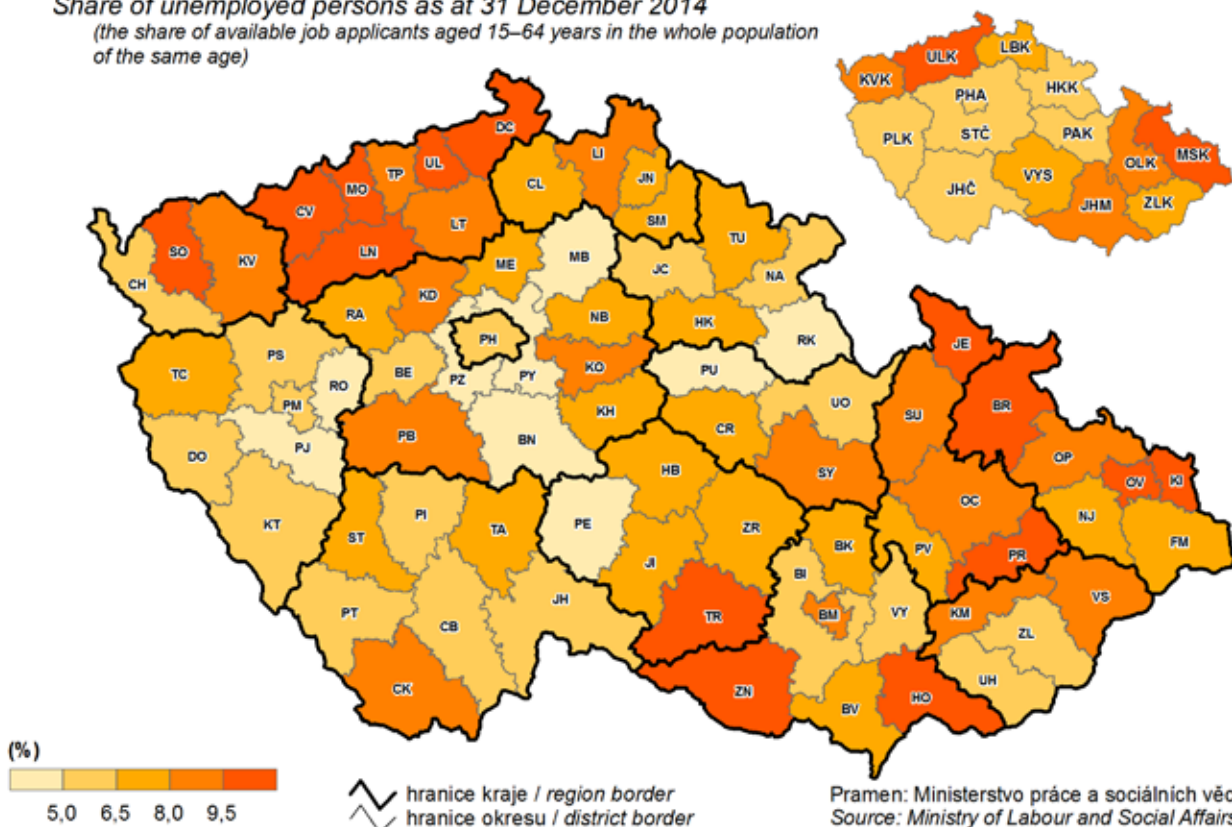 Share of unemployed persons as at 31 December 2014
(the share of available job applicants aged 15–64 years in the whole population
of the same age)
ULK
LBK
KVK
PHA
HKK
PLK
STČ
PAK
MSK
VYS
OLK
JHČ
JHM
ZLK
DC
UL
TP
MO
LI
JN
CL
CV
LT
SM
TU
SO
KV
LN
ME
MB
JC
NA
CH
KD
RA
NB
HK
PH
RK
JE
PS
BE
KO
PU
TC
RO
PZ
PY
PM
KH
UO
SU
BR
CR
PB
BN
DO
PJ
HB
SY
OP
OV
KI
OC
KT
PI
TA
PE
ZR
NJ
ST
BK
PV
PR
FM
JI
BI
JH
VS
PT
CB
TR
BM
VY
KM
ZL
UH
CK
ZN
HO
BV
(%)
5,0 6,5 8,0 9,5
hranice kraje / region border
hranice okresu / district border
Pramen: Ministerstvo práce a sociálních věc
Source: Ministry of Labour and Social Affair